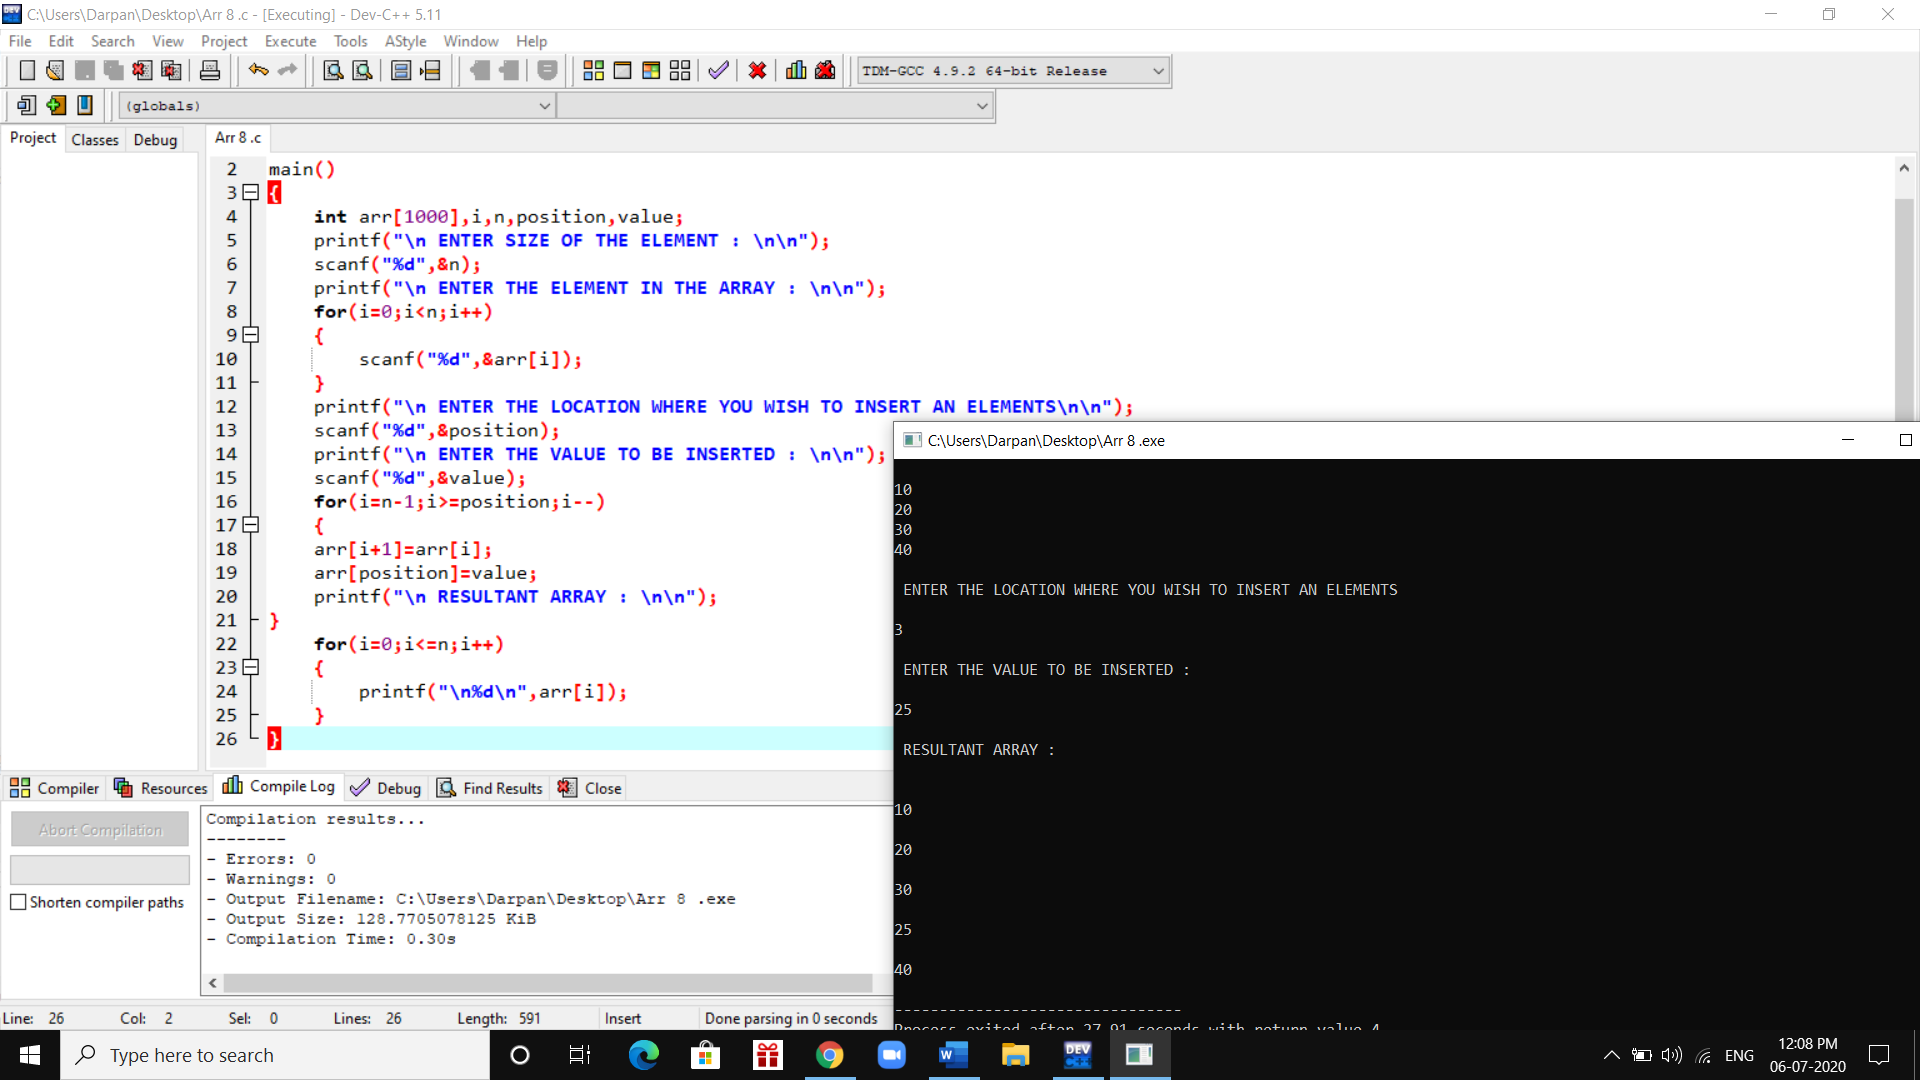 C:\Users\Darpan\Desktop\Arr 8 .c - [Executing] - Dev-C++ 5.11
File Edit Search View Project Execute Tools AStyle Window Help
TDM-GCC 4.9.2 64-bit Release
(globals)
Project Classes Debug
Arr 8 .c
2 main()
3 {
4 int arr[1000],i,n,position,value;
5 printf("\n ENTER SIZE OF THE ELEMENT : \n\n");
6 scanf("%d",&n);
7 printf("\n ENTER THE ELEMENT IN THE ARRAY : \n\n");
8 for(i=0;i<n;i++)
9 {
10 scanf("%d",&arr[i]);
11 }
12 printf("\n ENTER THE LOCATION WHERE YOU WISH TO INSERT AN ELEMENTS\n\n");
13 scanf("%d",&position);
14 printf("\n ENTER THE VALUE TO BE INSERTED : \n\n");
15 scanf("%d",&value);
16 for(i=n-1;i>=position;i--)
17 {
18 arr[i+1]=arr[i];
19 arr[position]=value;
20 printf("\n RESULTANT ARRAY : \n\n");
21 }
22 for(i=0;i<=n;i++)
23 {
24 printf("\n%d\n",arr[i]);
25 }
26 }
C:\Users\Darpan\Desktop\Arr 8 .exe
10
20
30
40
ENTER THE LOCATION WHERE YOU WISH TO INSERT AN ELEMENTS
3
ENTER THE VALUE TO BE INSERTED :
25
RESULTANT ARRAY :
10
20
30
25
40
--------------------------------
Process exited after 27.91 seconds with return value 4
Compiler Resources Compile Log Debug Find Results Close
Abort Compilation
Shorten compiler paths
Compilation results...
--------
- Errors: 0
- Warnings: 0
- Output Filename: C:\Users\Darpan\Desktop\Arr 8 .exe
- Output Size: 128.7705078125 KiB
- Compilation Time: 0.30s
Line: 26 Col: 2 Sel: 0 Lines: 26 Length: 591 Insert Done parsing in 0 seconds
Type here to search
DEV C++
ENG
12:08 PM
06-07-2020